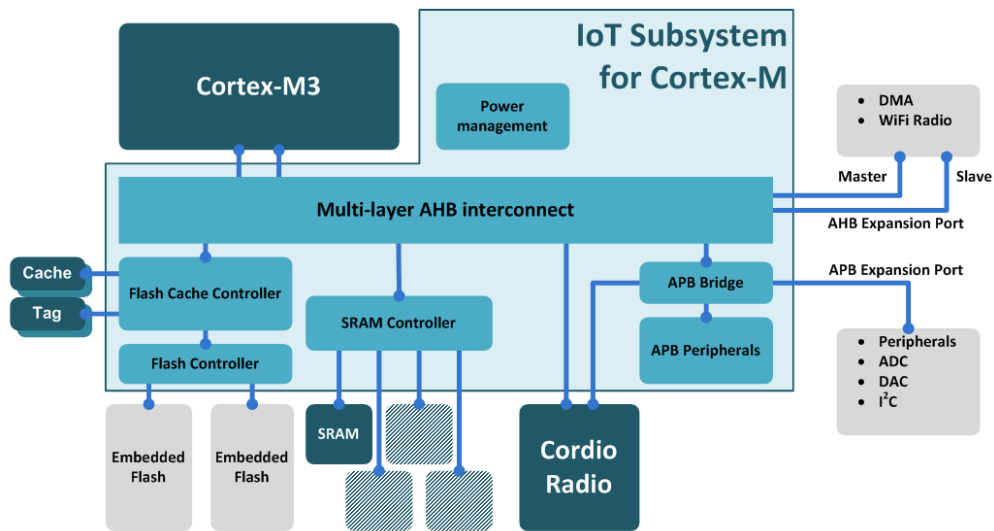 IoT Subsystem
for Cortex-M
Cortex-M3
Power
management
• DMA
• WiFi Radio
Master
Slave
Multi-layer AHB interconnect
AHB Expansion Port
Cache
Tag
Flash Cache Controller
APB Bridge
APB Expansion Port
SRAM Controller
Flash Controller
APB Peripherals
• Peripherals
• ADC
• DAC
• I²C
Embedded
Flash
Embedded
Flash
SRAM
Cordio
Radio